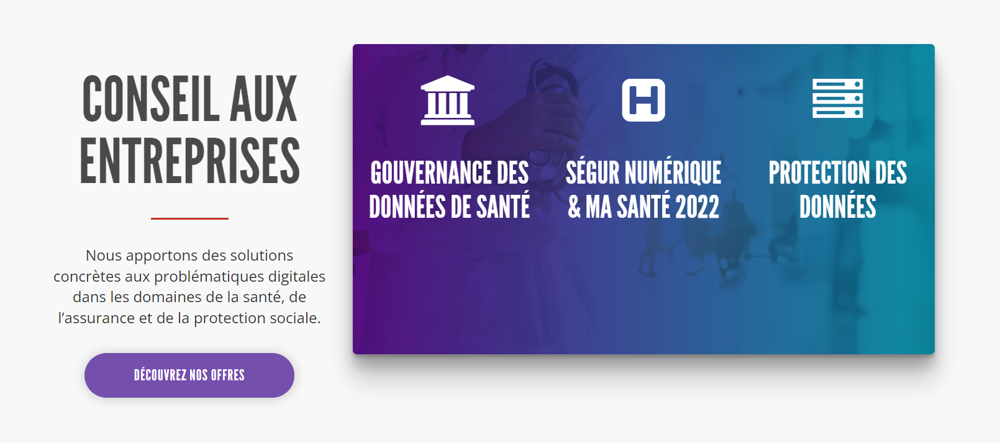 CONSEIL AUX
ENTREPRISES
Nous apportons des solutions
concrètes aux problématiques digitales
dans les domaines de la santé, de
l’assurance et de la protection sociale.
DÉCOUVREZ NOS OFFRES
GOUVERNANCE DES
DONNÉES DE SANTÉ
H
SÉGUR NUMÉRIQUE
& MA SANTÉ 2022
PROTECTION DES
DONNÉES